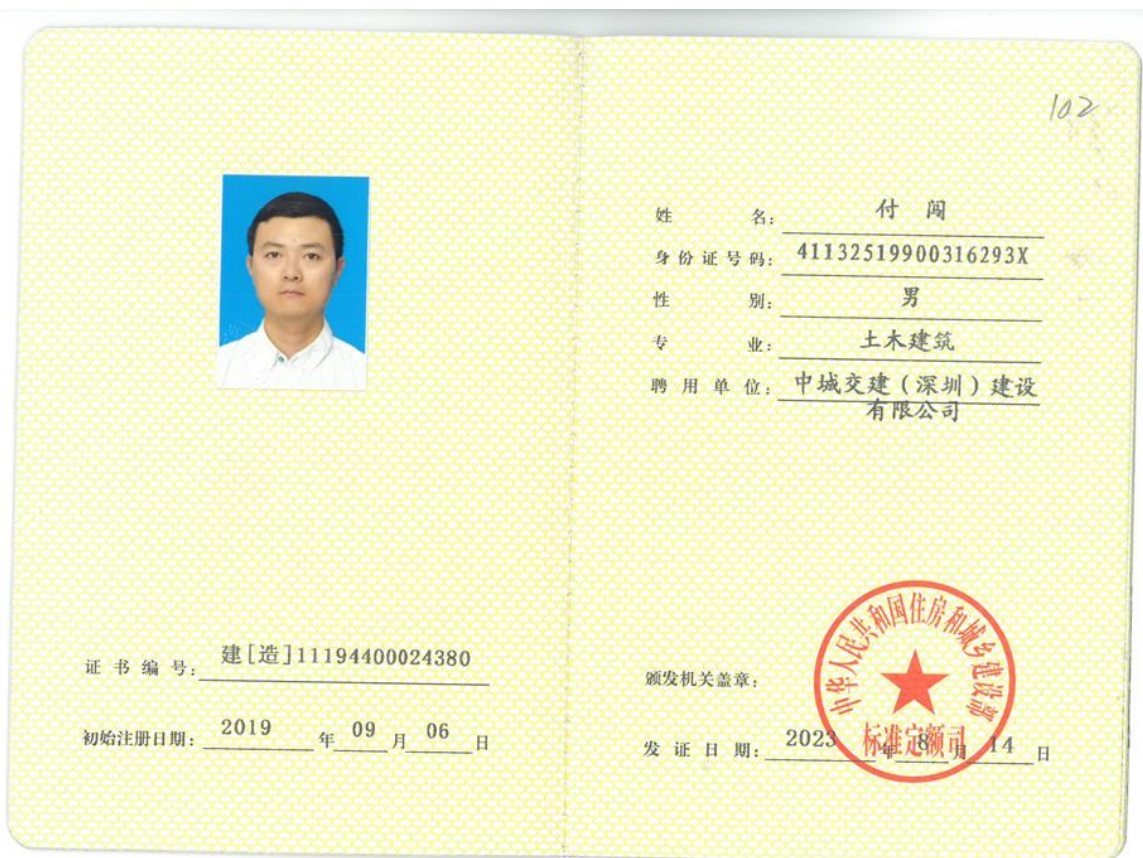 102
姓 名: 付 闯
身份证号码: 41132519900316293X
性 别: 男
专 业: 土木建筑
聘用单位: 中城交建(深圳)建设
有限公司
证书编号: 建[造]11194400024380
初始注册日期: 2019 年 09 月 06 日
颁发机关盖章:
中华人民共和国住房和城乡建设部
标准定额司
发证日期: 2023 年 8 月 14 日